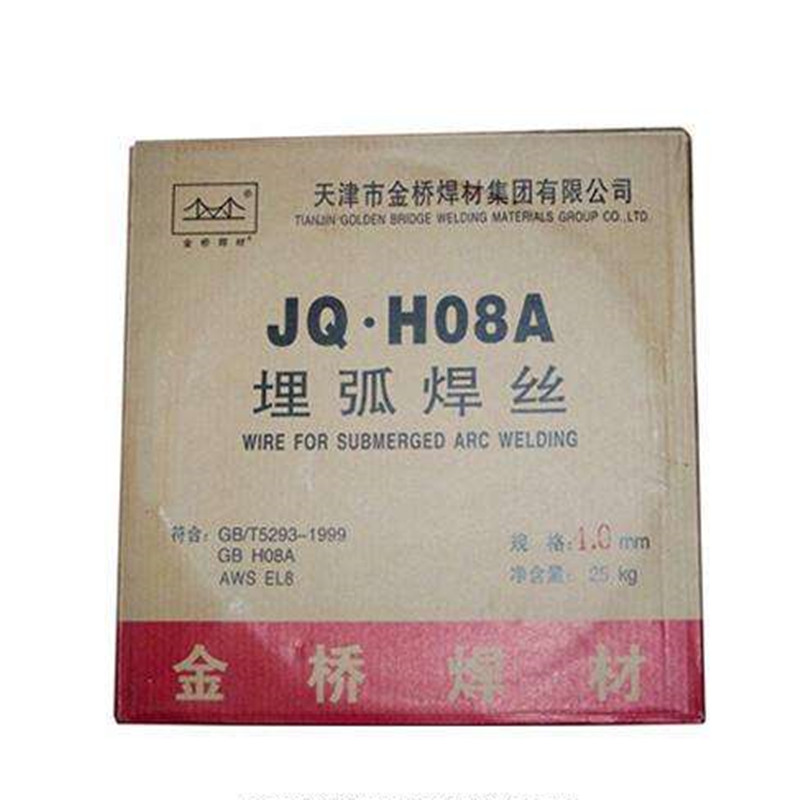 天津市金桥焊材集团有限公司
TIANJIN GOLDEN BRIDGE WELDING MATERIALS GROUP CO.,LTD
®
金桥焊材®
JQ·H08A
埋弧焊丝
WIRE FOR SUBMERGED ARC WELDING
符合: GB/T5293-1999
GB H08A
AWS EL8
规 格: 1.0 mm
净含量: 25 kg
金桥焊材